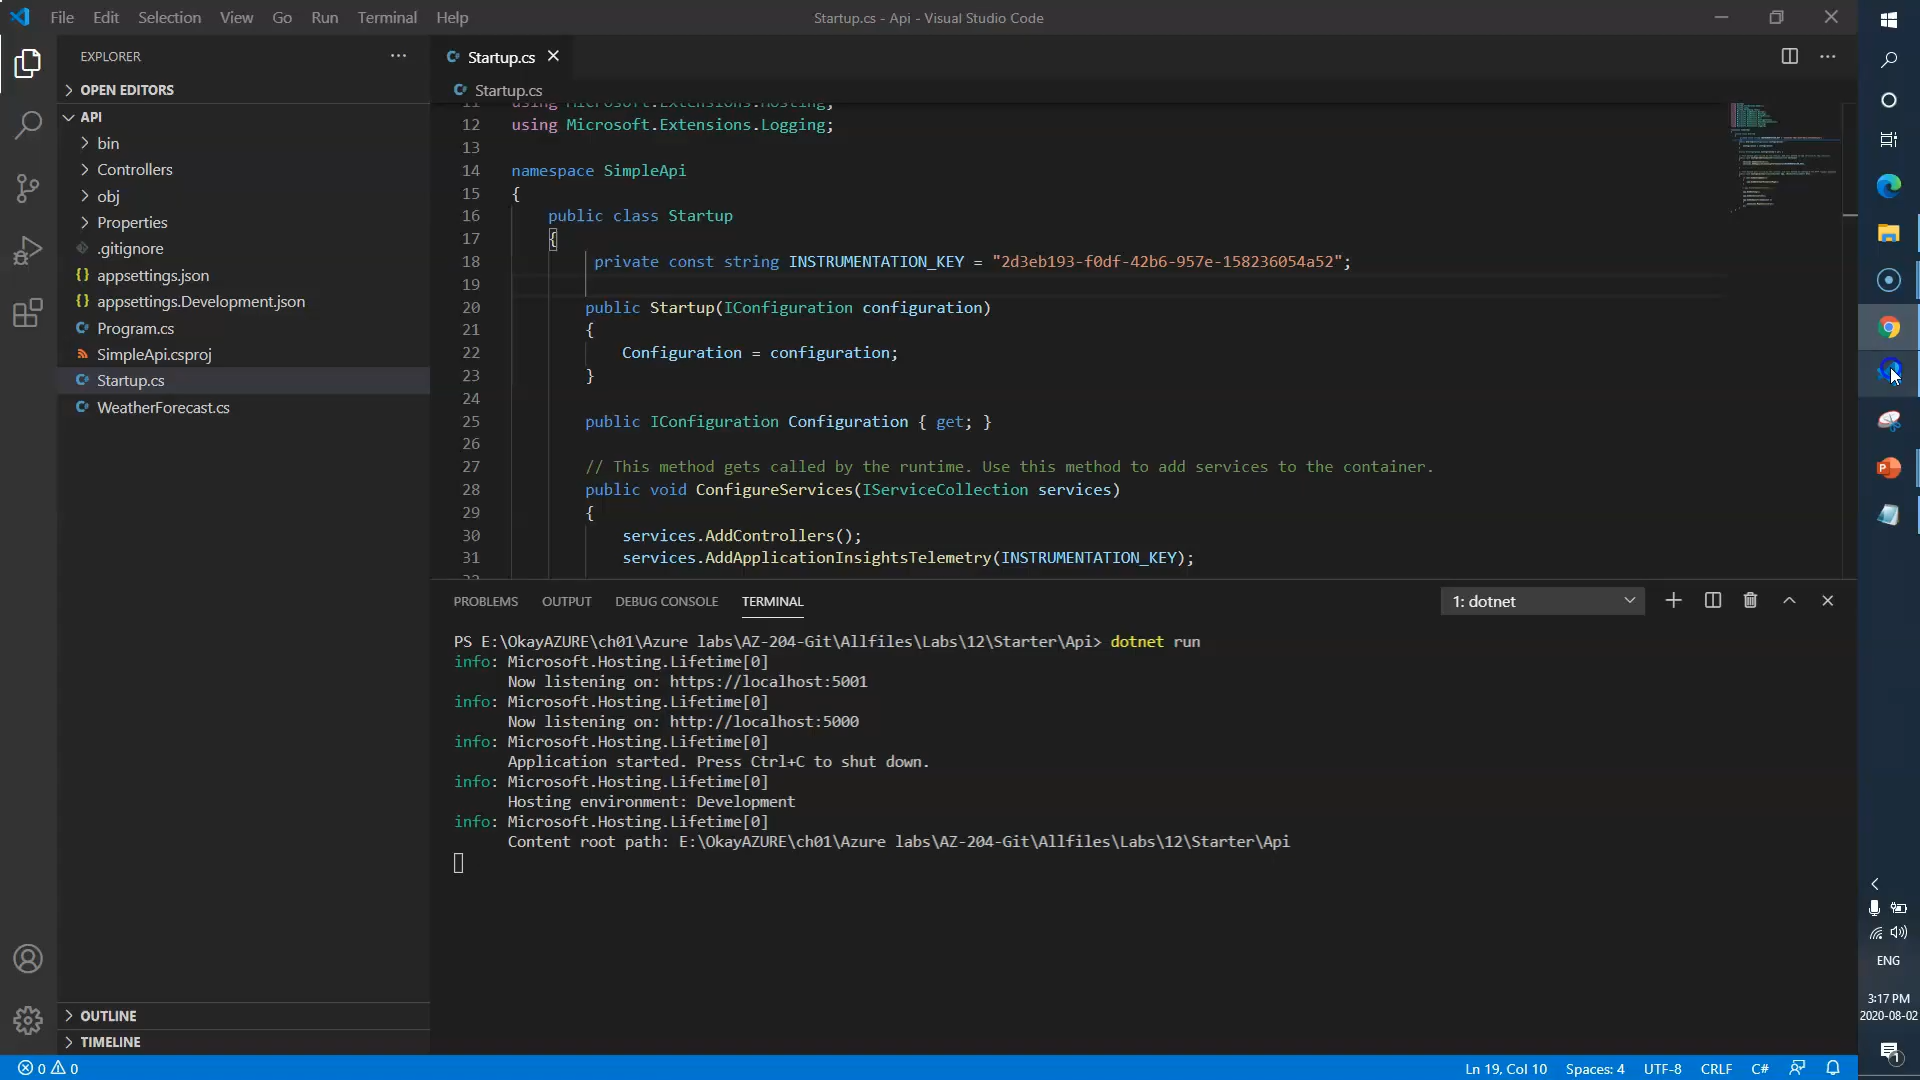 File Edit Selection View Go Run Terminal Help
Startup.cs - Api - Visual Studio Code
EXPLORER
OPEN EDITORS
API
bin
Controllers
obj
Properties
.gitignore
{} appsettings.json
{} appsettings.Development.json
Program.cs
SimpleApi.csproj
Startup.cs
WeatherForecast.cs
OUTLINE
TIMELINE
Startup.cs
Startup.cs
11 using Microsoft.Extensions.Hosting;
12 using Microsoft.Extensions.Logging;
13
14 namespace SimpleApi
15 {
16 public class Startup
17 {
18 private const string INSTRUMENTATION_KEY = "2d3eb193-f0df-42b6-957e-158236054a52";
19
20 public Startup(IConfiguration configuration)
21 {
22 Configuration = configuration;
23 }
24
25 public IConfiguration Configuration { get; }
26
27 // This method gets called by the runtime. Use this method to add services to the container.
28 public void ConfigureServices(IServiceCollection services)
29 {
30 services.AddControllers();
31 services.AddApplicationInsightsTelemetry(INSTRUMENTATION_KEY);
32
PROBLEMS OUTPUT DEBUG CONSOLE TERMINAL
1: dotnet
PS E:\OkayAZURE\ch01\Azure labs\AZ-204-Git\Allfiles\Labs\12\Starter\Api> dotnet run
info: Microsoft.Hosting.Lifetime[0]
Now listening on: https://localhost:5001
info: Microsoft.Hosting.Lifetime[0]
Now listening on: http://localhost:5000
info: Microsoft.Hosting.Lifetime[0]
Application started. Press Ctrl+C to shut down.
info: Microsoft.Hosting.Lifetime[0]
Hosting environment: Development
info: Microsoft.Hosting.Lifetime[0]
Content root path: E:\OkayAZURE\ch01\Azure labs\AZ-204-Git\Allfiles\Labs\12\Starter\Api
0 0
Ln 19, Col 10 Spaces: 4 UTF-8 CRLF C#
ENG
3:17 PM
2020-08-02
1